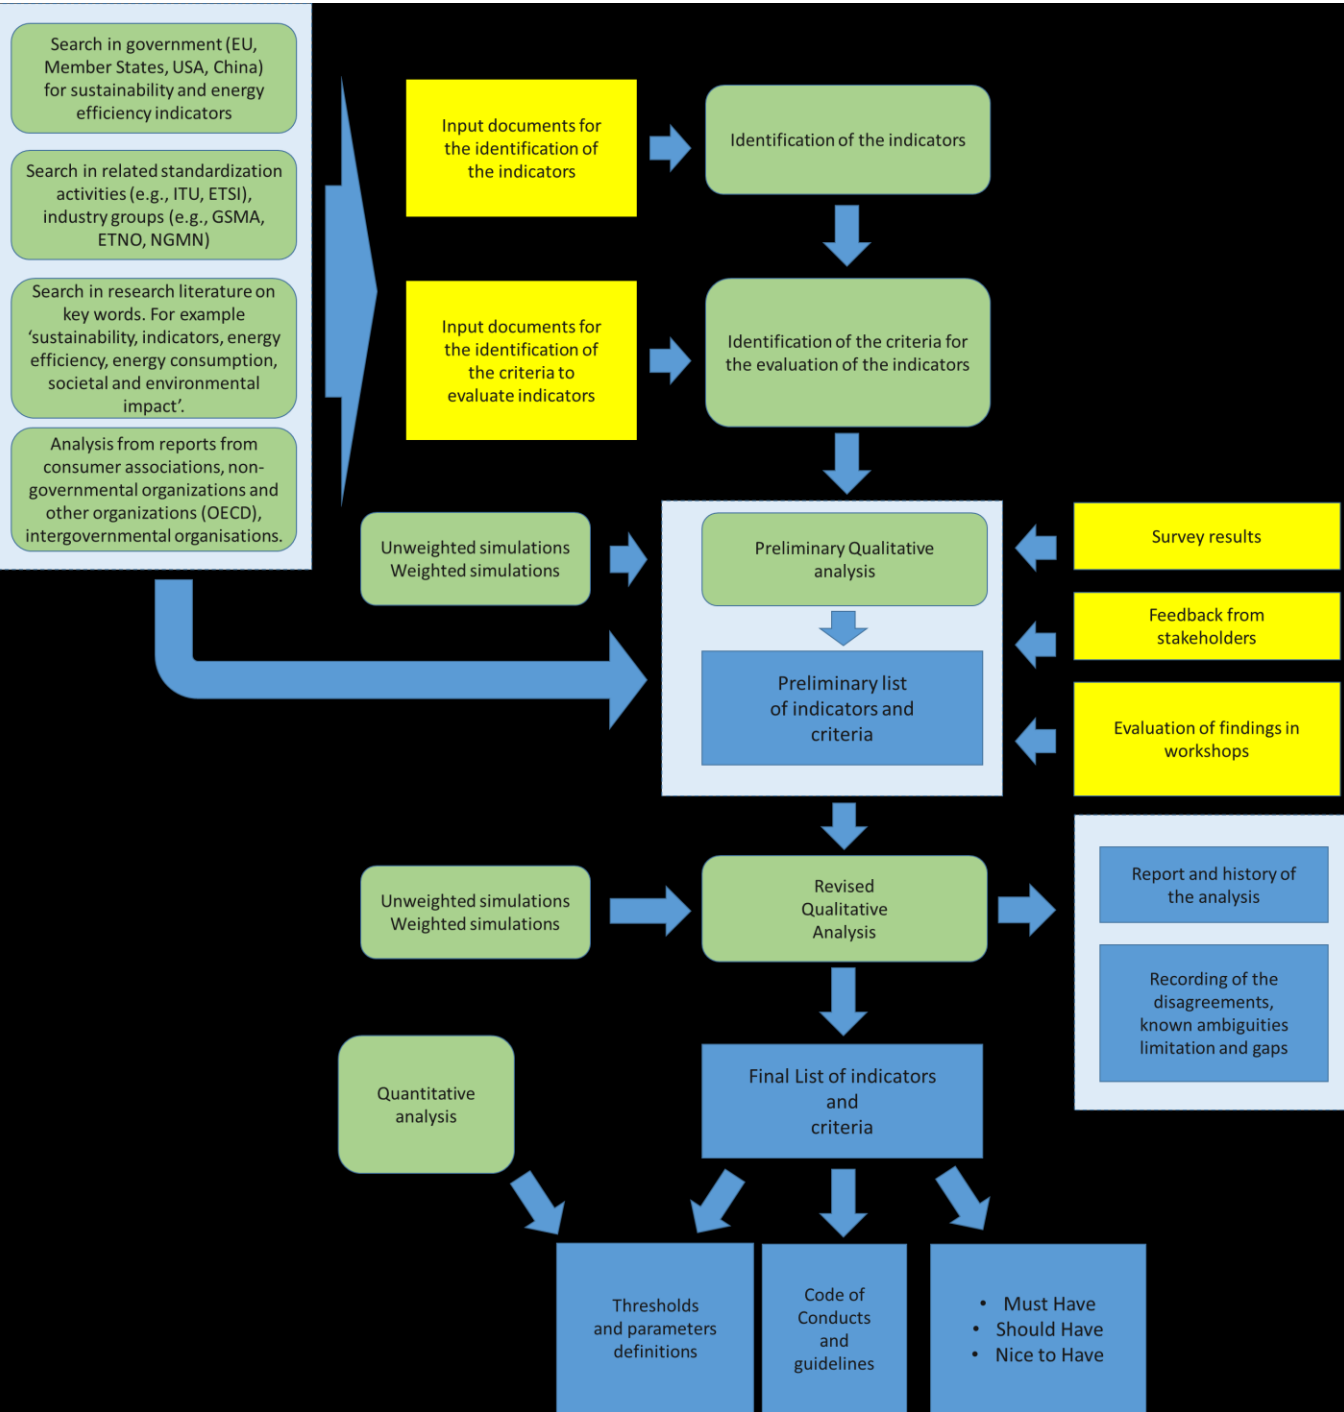 Search in government (EU,
Member States, USA, China)
for sustainability and energy
efficiency indicators
Search in related standardization
activities (e.g., ITU, ETSI),
industry groups (e.g., GSMA,
ETNO, NGMN)
Search in research literature on
key words. For example
‘sustainability, indicators, energy
efficiency, energy consumption,
societal and environmental
impact’.
Analysis from reports from
consumer associations, non-
governmental organizations and
other organizations (OECD),
intergovernmental organisations.
Input documents for
the identification of
the indicators
Identification of the indicators
Input documents for
the identification of
the criteria to
evaluate indicators
Identification of the criteria for
the evaluation of the indicators
Unweighted simulations
Weighted simulations
Preliminary Qualitative
analysis
Preliminary list
of indicators and
criteria
Survey results
Feedback from
stakeholders
Evaluation of findings in
workshops
Unweighted simulations
Weighted simulations
Revised
Qualitative
Analysis
Report and history of
the analysis
Recording of the
disagreements,
known ambiguities
limitation and gaps
Quantitative
analysis
Final List of indicators
and
criteria
Thresholds
and parameters
definitions
Code of
Conducts
and
guidelines
• Must Have
• Should Have
• Nice to Have